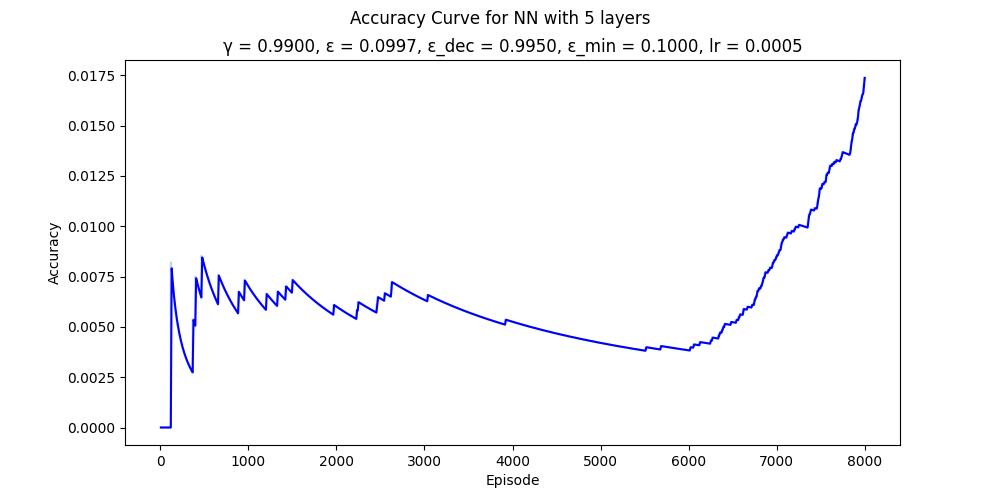 Accuracy Curve for NN with 5 layers
γ = 0.9900, ε = 0.0997, ε_dec = 0.9950, ε_min = 0.1000, lr = 0.0005
0.0175
0.0150
0.0125
0.0100
0.0075
0.0050
0.0025
0.0000
Accuracy
0 1000 2000 3000 4000 5000 6000 7000 8000
Episode